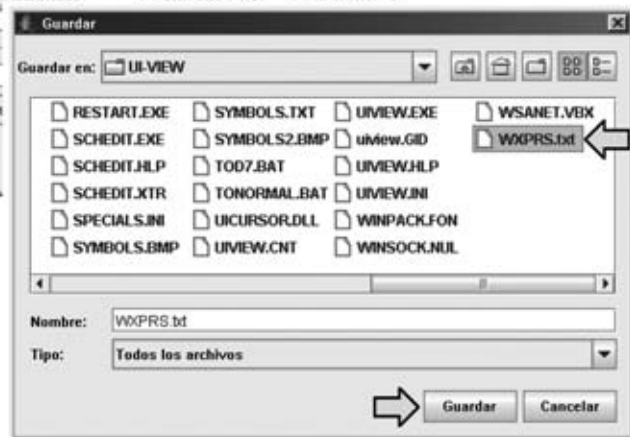 Guardar
Guardar en: UI-VIEW
RESTART.EXE SYMBOLS.TXT UIVIEW.EXE WSANET.VBX
SCHEDIT.EXE SYMBOLS2.BMP uiview.GID WXPRS.txt
SCHEDIT.HLP TOD7.BAT UIVIEW.HLP
SCHEDIT.XTR TONORMAL.BAT UIVIEW.INI
SPECIALS.INI UICURSOR.DLL WINPACK.FON
SYMBOLS.BMP UIVIEW.CNT WINSOCK.NUL
Nombre: WXPRS.txt
Tipo: Todos los archivos
Guardar Cancelar